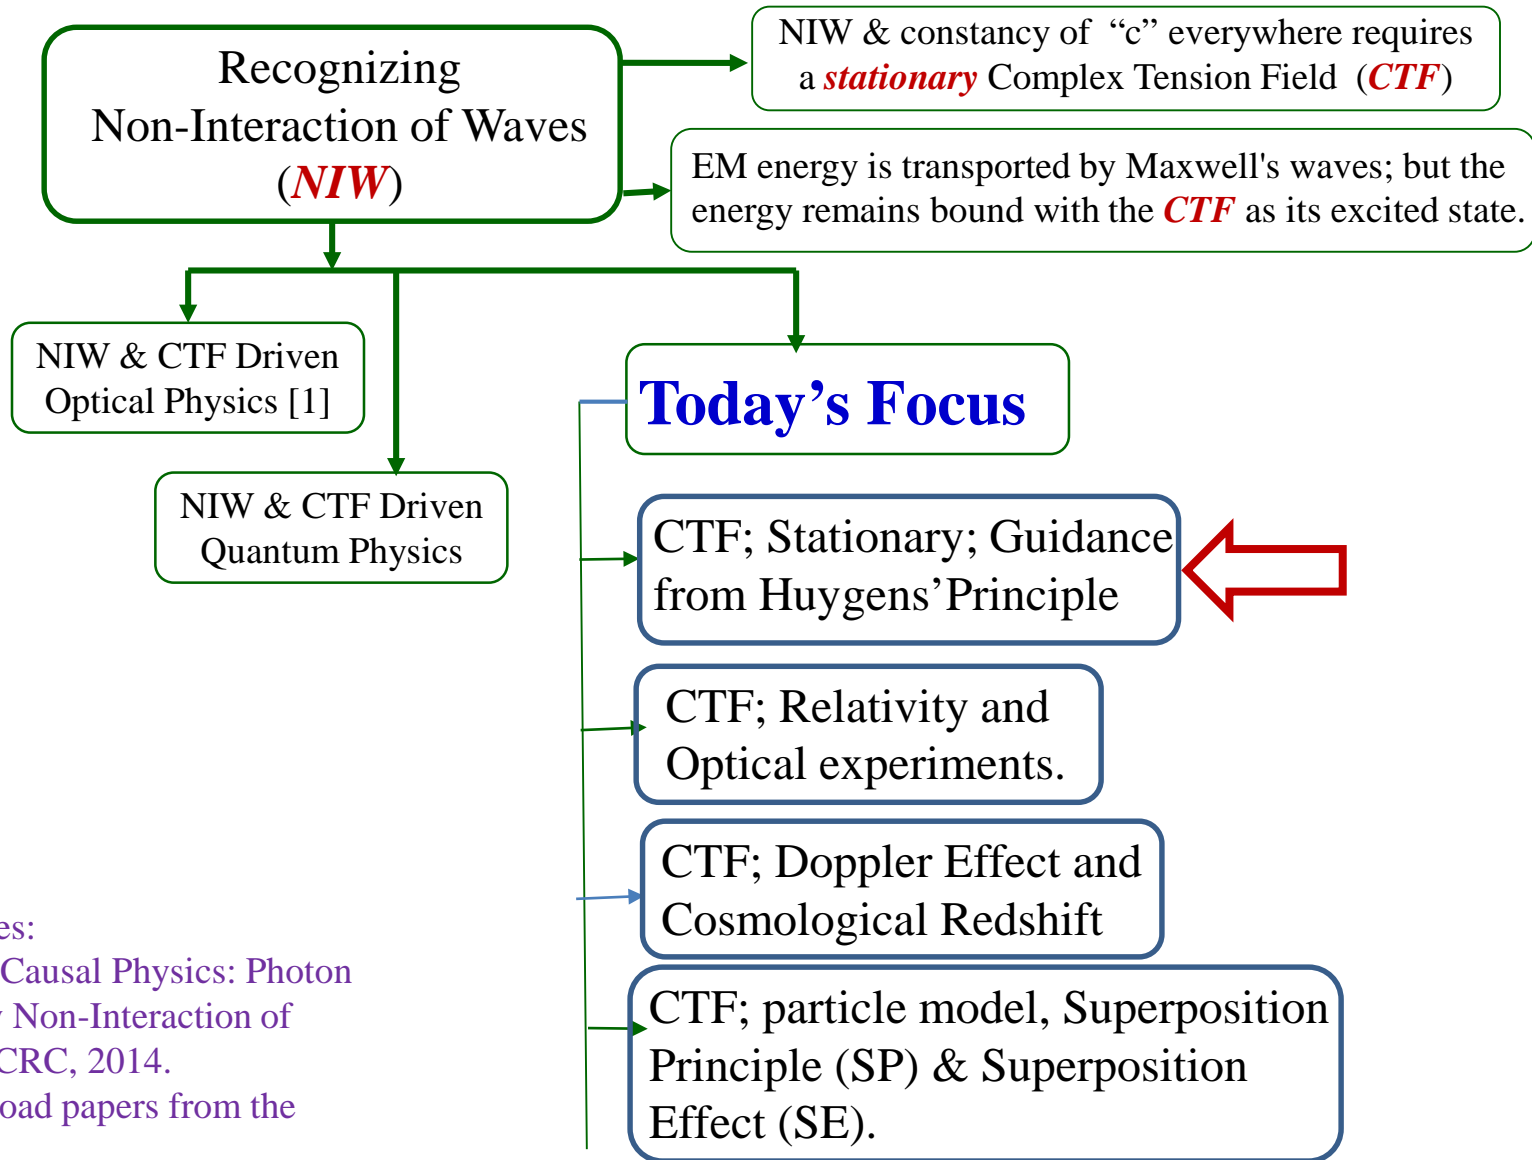 Recognizing
Non-Interaction of Waves
(NIW)
NIW & constancy of “c” everywhere requires
a stationary Complex Tension Field (CTF)
EM energy is transported by Maxwell's waves; but the
energy remains bound with the CTF as its excited state.
NIW & CTF Driven
Optical Physics [1]
NIW & CTF Driven
Quantum Physics
Today’s Focus
CTF; Stationary; Guidance
from Huygens’Principle
CTF; Relativity and
Optical experiments.
CTF; Doppler Effect and
Cosmological Redshift
CTF; particle model, Superposition
Principle (SP) & Superposition
Effect (SE).
Causal Physics: Photon
Non-Interaction of
CRC, 2014.
papers from the